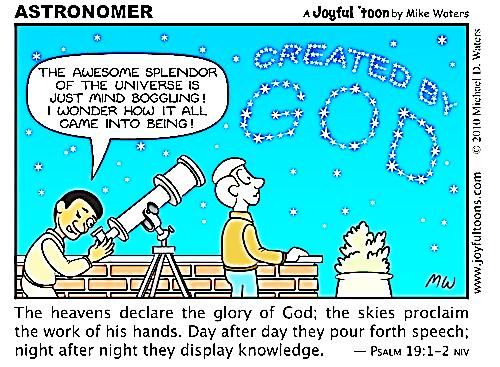 ASTRONOMER
A Joyful 'toon by Mike Waters
THE AWESOME SPLENDOR
OF THE UNIVERSE IS
JUST MIND BOGGLING!
I WONDER HOW IT ALL
CAME INTO BEING!
CREATED BY
GOD
© 2010 Michael D. Waters
www.joyfultoons.com
MW
The heavens declare the glory of God; the skies proclaim
the work of his hands. Day after day they pour forth speech;
night after night they display knowledge. — PSALM 19:1–2 NIV